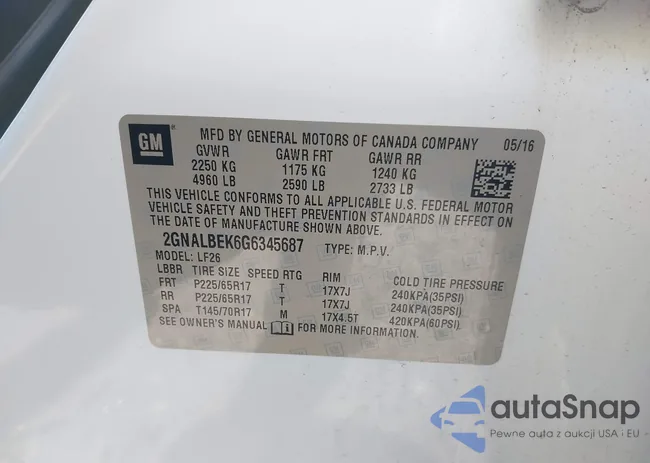 GM
MFD BY GENERAL MOTORS OF CANADA COMPANY 05/16
GVWR GAWR FRT GAWR RR
2250 KG 1175 KG 1240 KG
4960 LB 2590 LB 2733 LB
THIS VEHICLE CONFORMS TO ALL APPLICABLE U.S. FEDERAL MOTOR
VEHICLE SAFETY AND THEFT PREVENTION STANDARDS IN EFFECT ON
THE DATE OF MANUFACTURE SHOWN ABOVE.
2GNALBEK6G6345687 TYPE: M.P.V.
MODEL: LF26
LBBR TIRE SIZE SPEED RTG RIM COLD TIRE PRESSURE
FRT P225/65R17 T 17X7J 240KPA(35PSI)
RR P225/65R17 T 17X7J 240KPA(35PSI)
SPA T145/70R17 M 17X4.5T 420KPA(60PSI)
SEE OWNER'S MANUAL FOR MORE INFORMATION.
autaSnap
Pewne auta z aukcji USA • EU